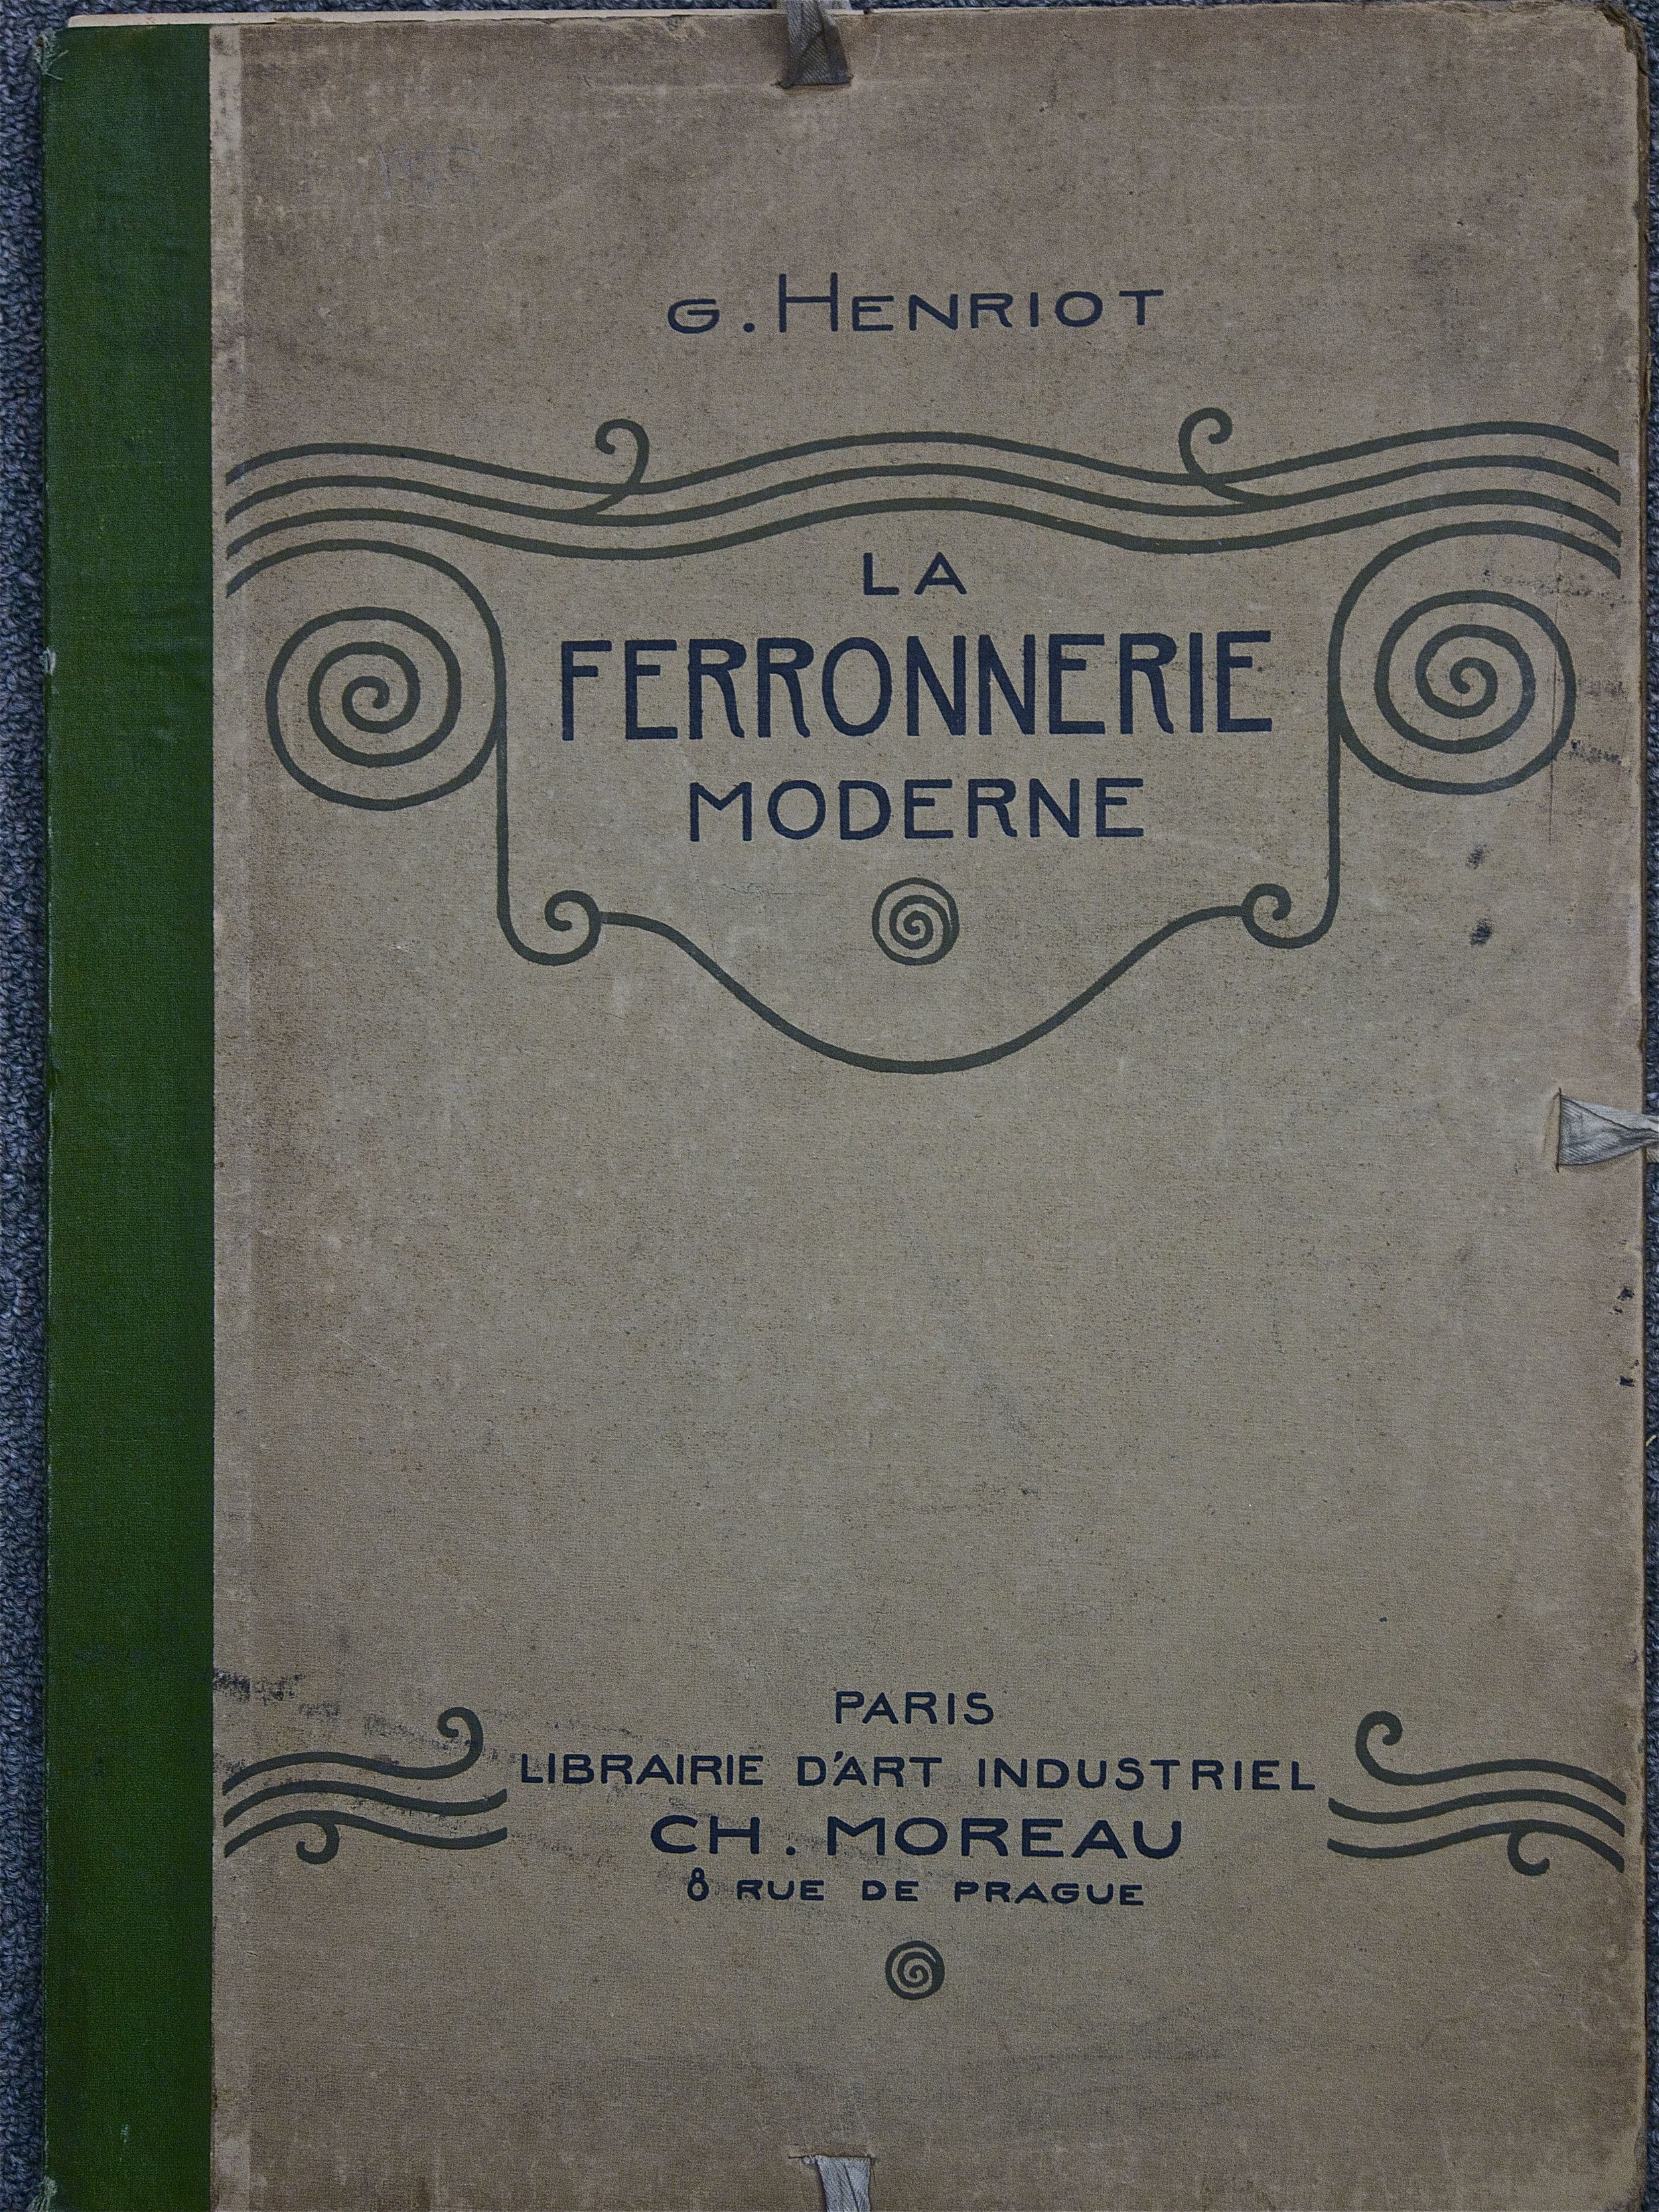 G. HENRIOT
LA
FERRONNERIE
MODERNE
PARIS
LIBRAIRIE D'ART INDUSTRIEL
CH. MOREAU
8 RUE DE PRAGUE